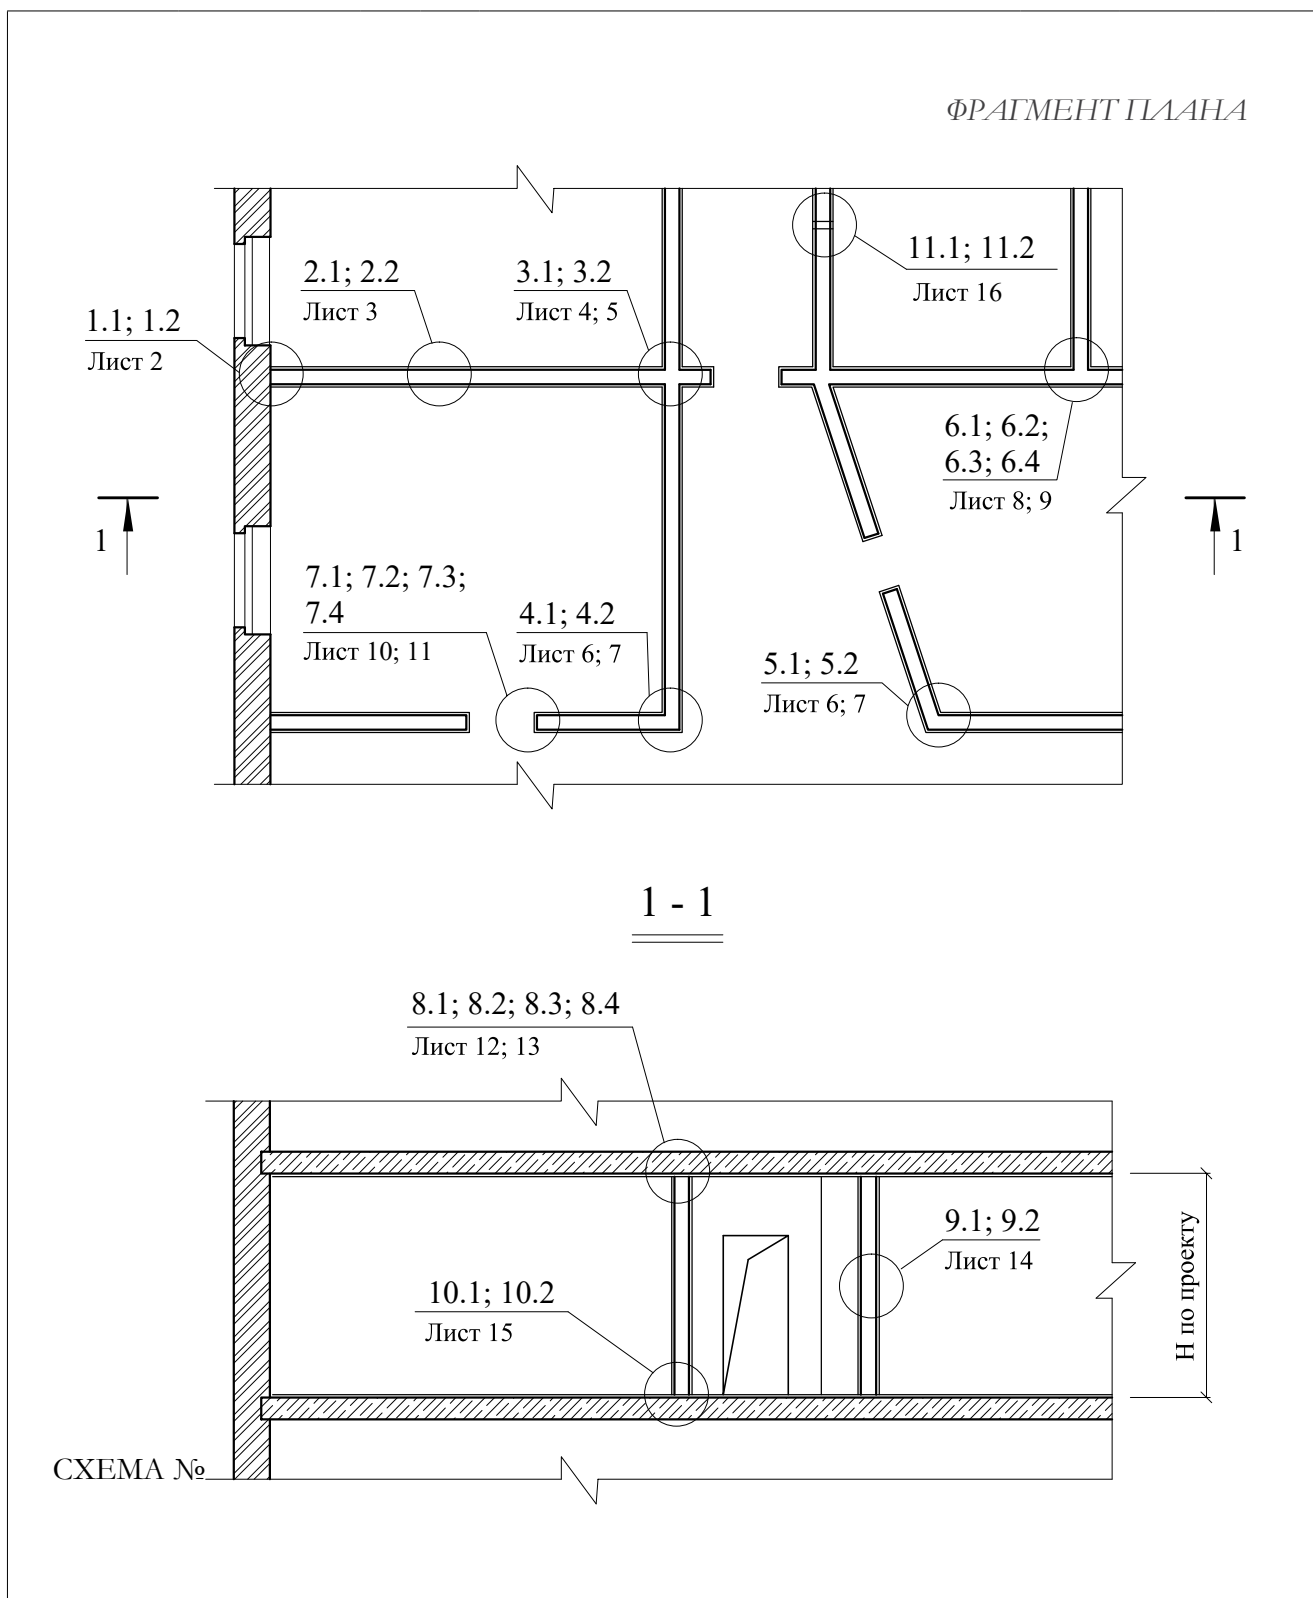 ФРАГМЕНТ ПЛАНА
11.1; 11.2
Лист 16
2.1; 2.2
Лист 3
3.1; 3.2
Лист 4; 5
1.1; 1.2
Лист 2
6.1; 6.2;
6.3; 6.4
Лист 8; 9
1
1
7.1; 7.2; 7.3;
7.4
Лист 10; 11
4.1; 4.2
Лист 6; 7
5.1; 5.2
Лист 6; 7
1 - 1
8.1; 8.2; 8.3; 8.4
Лист 12; 13
9.1; 9.2
Лист 14
Н по проекту
10.1; 10.2
Лист 15
СХЕМА №